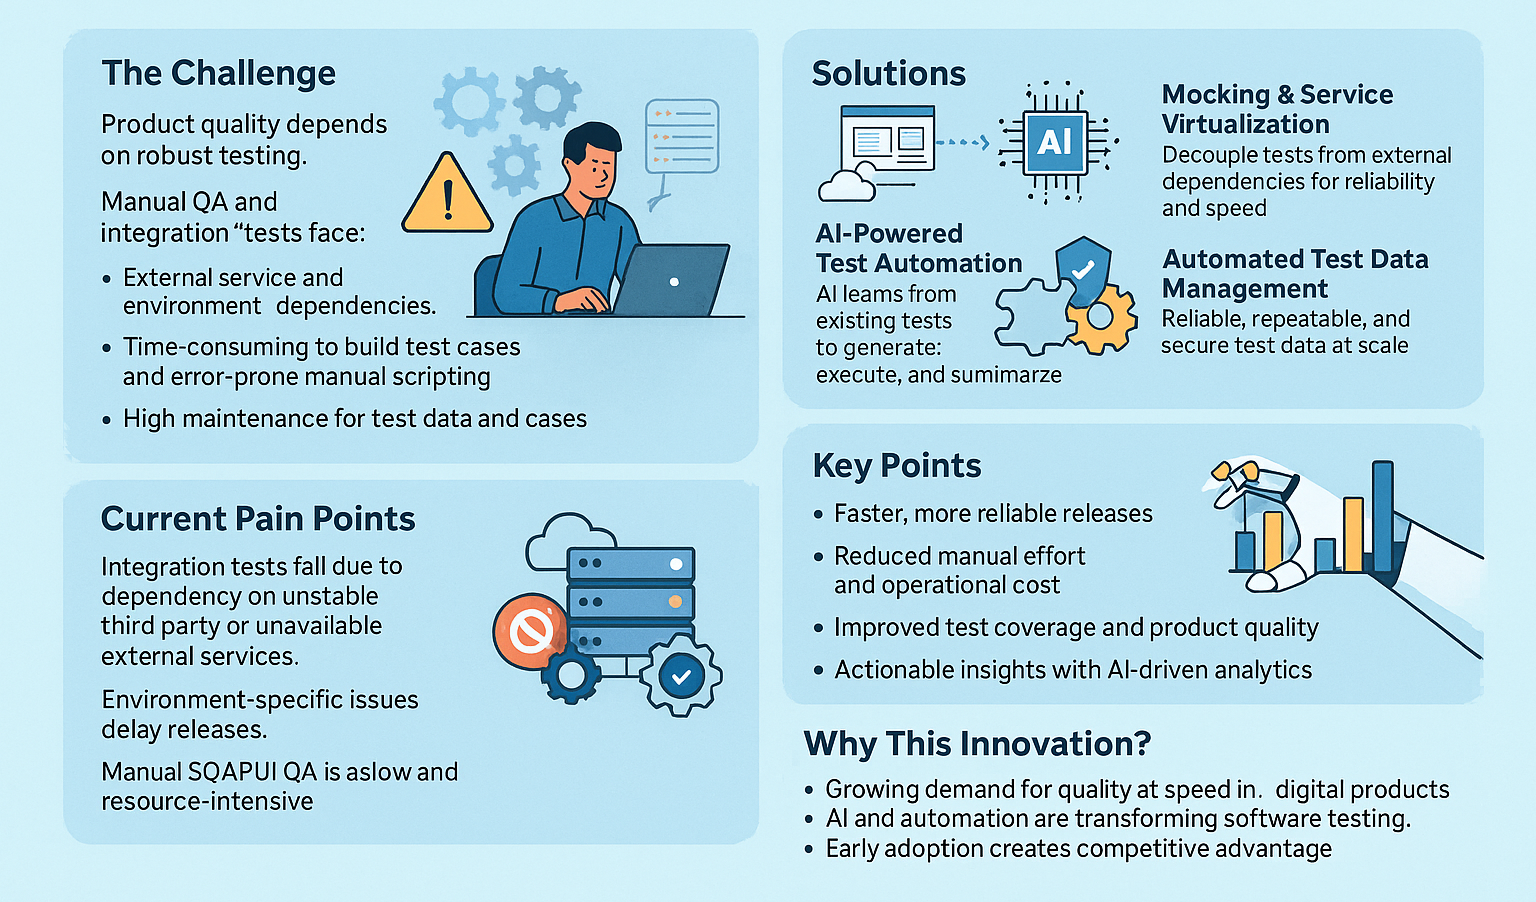 The Challenge
Product quality depends
on robust testing.
Manual QA and
integration “tests face:
• External service and
environment dependencies.
• Time-consuming to build test cases
and error-prone manual scripting
• High maintenance for test data and cases
Current Pain Points
Integration tests fall due to
dependency on unstable
third party or unavailable
external services.
Environment-specific issues
delay releases.
Manual SQAPUI QA is aslow and
resource-intensive
Solutions
AI
AI-Powered
Test Automation
AI leams from
existing tests
to generate:
execute, and sumimarze
Mocking & Service
Virtualization
Decouple tests from external
dependencies for reliability
and speed
Automated Test Data
Management
Reliable, repeatable, and
secure test data at scale
Key Points
• Faster, more reliable releases
• Reduced manual effort
and operational cost
• Improved test coverage and product quality
• Actionable insights with AI-driven analytics
Why This Innovation?
• Growing demand for quality at speed in. digital products
• AI and automation are transforming software testing.
• Early adoption creates competitive advantage